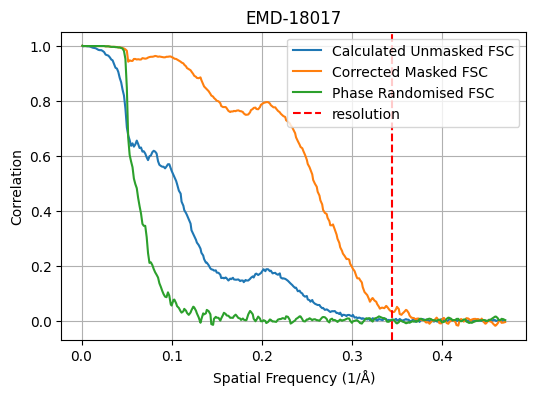 EMD-18017
1.0
0.8
0.6
0.4
0.2
0.0
Correlation
Calculated Unmasked FSC
Corrected Masked FSC
Phase Randomised FSC
resolution
0.0 0.1 0.2 0.3 0.4
Spatial Frequency (1/Å)